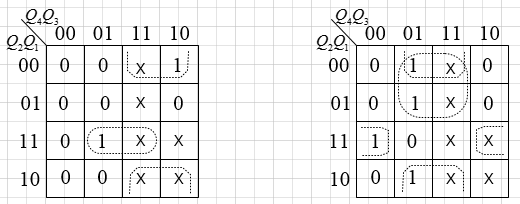 Q₄Q₃ Q₄Q₃
Q₂Q₁ 00 01 11 10 Q₂Q₁ 00 01 11 10
00 0 0 x 1 00 0 1 x 0
01 0 0 x 0 01 0 1 x 0
11 0 1 x x 11 1 0 x x
10 0 0 x x 10 0 1 x x